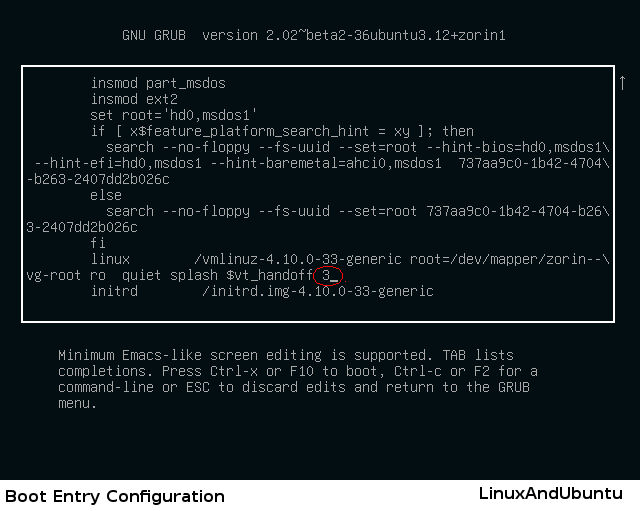 GNU GRUB version 2.02~beta2-36ubuntu3.12+zorin1
insmod part_msdos
insmod ext2
set root='hd0,msdos1'
if [ x$feature_platform_search_hint = xy ]; then
search --no-floppy --fs-uuid --set=root --hint-bios=hd0,msdos1\
--hint-efi=hd0,msdos1 --hint-baremetal=ahci0,msdos1 737aa9c0-1b42-4704\
-b263-2407dd2b026c
else
search --no-floppy --fs-uuid --set=root 737aa9c0-1b42-4704-b26\
3-2407dd2b026c
fi
linux /vmlinuz-4.10.0-33-generic root=/dev/mapper/zorin--\
vg-root ro quiet splash $vt_handoff 3_
initrd /initrd.img-4.10.0-33-generic
Minimum Emacs-like screen editing is supported. TAB lists
completions. Press Ctrl-x or F10 to boot, Ctrl-c or F2 for a
command-line or ESC to discard edits and return to the GRUB
menu.
Boot Entry Configuration
LinuxAndUbuntu